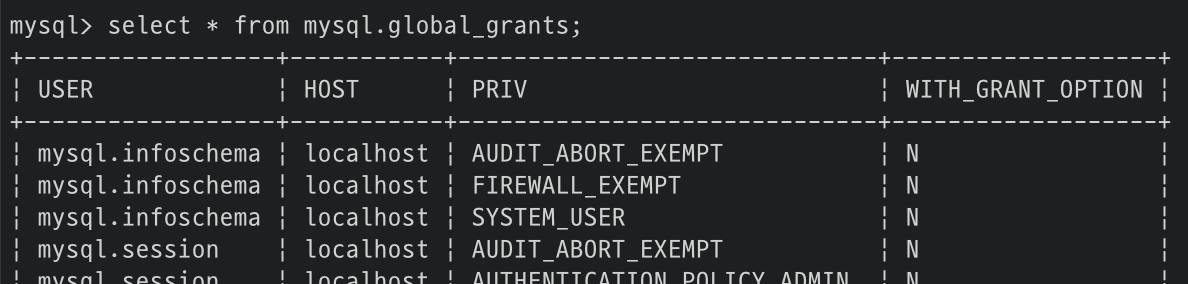 mysql> select * from mysql.global_grants;
+------------------+-----------+------------------------------+-------------------+
¦ USER             ¦ HOST      ¦ PRIV                         ¦ WITH_GRANT_OPTION ¦
+------------------+-----------+------------------------------+-------------------+
¦ mysql.infoschema ¦ localhost ¦ AUDIT_ABORT_EXEMPT           ¦ N                 ¦
¦ mysql.infoschema ¦ localhost ¦ FIREWALL_EXEMPT              ¦ N                 ¦
¦ mysql.infoschema ¦ localhost ¦ SYSTEM_USER                  ¦ N                 ¦
¦ mysql.session    ¦ localhost ¦ AUDIT_ABORT_EXEMPT           ¦ N                 ¦
¦ mysql.session    ¦ localhost ¦ AUTHENTICATION_POLICY_ADMIN  ¦ N                 ¦